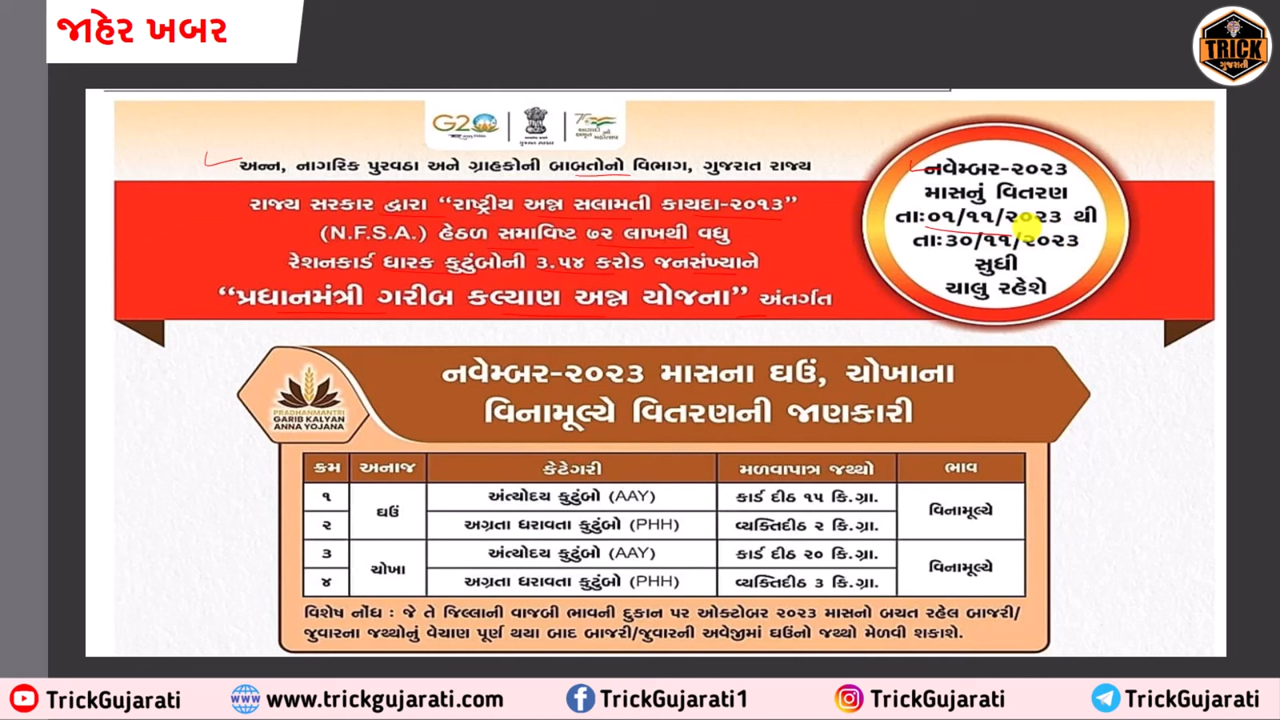 જાહેર ખબર
TRICK
ગુજરાતી
G20
અન્ન, નાગરિક પુરવઠા અને ગ્રાહકોની બાબતોનો વિભાગ, ગુજરાત રાજ્ય
રાજ્ય સરકાર દ્વારા “રાષ્ટ્રીય અન્ન સલામતી કાયદા-૨૦૧૩”
(N.F.S.A.) હેઠળ સમાવિષ્ટ ૭૨ લાખથી વધુ
રેશનકાર્ડ ધારક કુટુંબોની ૩.૫૪ કરોડ જનસંખ્યાને
“પ્રધાનમંત્રી ગરીબ કલ્યાણ અન્ન યોજના” અંતર્ગત
નવેમ્બર-૨૦૨૩
માસનું વિતરણ
તા:૦૧/૧૧/૨૦૨૩ થી
તા:૩૦/૧૧/૨૦૨૩
સુધી
ચાલુ રહેશે
PRADHANMANTRI
GARIB KALYAN
ANNA YOJANA
નવેમ્બર-૨૦૨૩ માસના ઘઉં, ચોખાના
વિનામૂલ્યે વિતરણની જાણકારી
ક્રમ અનાજ કેટેગરી મળવાપાત્ર જથ્થો ભાવ
૧ ઘઉં અંત્યોદય કુટુંબો (AAY) કાર્ડ દીઠ ૧૫ કિ.ગ્રા. વિનામૂલ્યે
૨ અગ્રતા ધરાવતા કુટુંબો (PHH) વ્યક્તિદીઠ ૨ કિ.ગ્રા.
૩ ચોખા અંત્યોદય કુટુંબો (AAY) કાર્ડ દીઠ ૨૦ કિ.ગ્રા. વિનામૂલ્યે
૪ અગ્રતા ધરાવતા કુટુંબો (PHH) વ્યક્તિદીઠ ૩ કિ.ગ્રા.
વિશેષ નોંધ : જે તે જિલ્લાની વાજબી ભાવની દુકાન પર ઓક્ટોબર ૨૦૨૩ માસનો બચત રહેલ બાજરી/
જુવારના જથ્થોનું વેચાણ પૂર્ણ થયા બાદ બાજરી/જુવારની અવેજીમાં ઘઉંનો જથ્થો મેળવી શકાશે.
TrickGujarati www.trickgujarati.com TrickGujarati1 TrickGujarati TrickGujarati